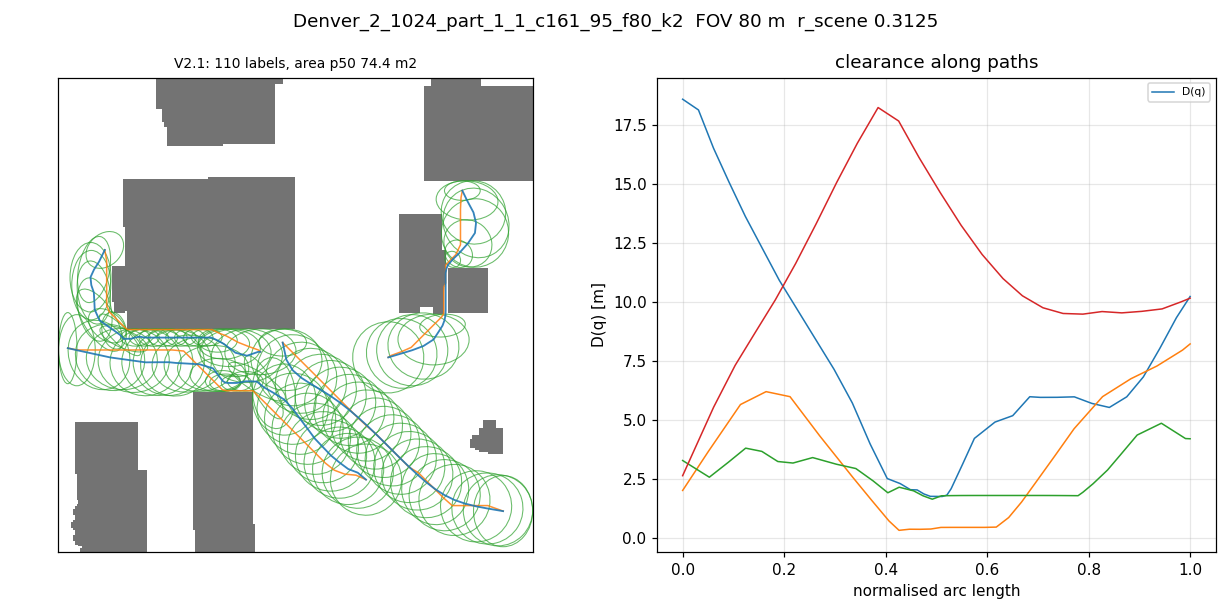 Denver_2_1024_part_1_1_c161_95_f80_k2  FOV 80 m  r_scene 0.3125
V2.1: 110 labels, area p50 74.4 m2
clearance along paths
D(q)
17.5
15.0
12.5
10.0
7.5
5.0
2.5
0.0
D(q) [m]
0.0 0.2 0.4 0.6 0.8 1.0
normalised arc length